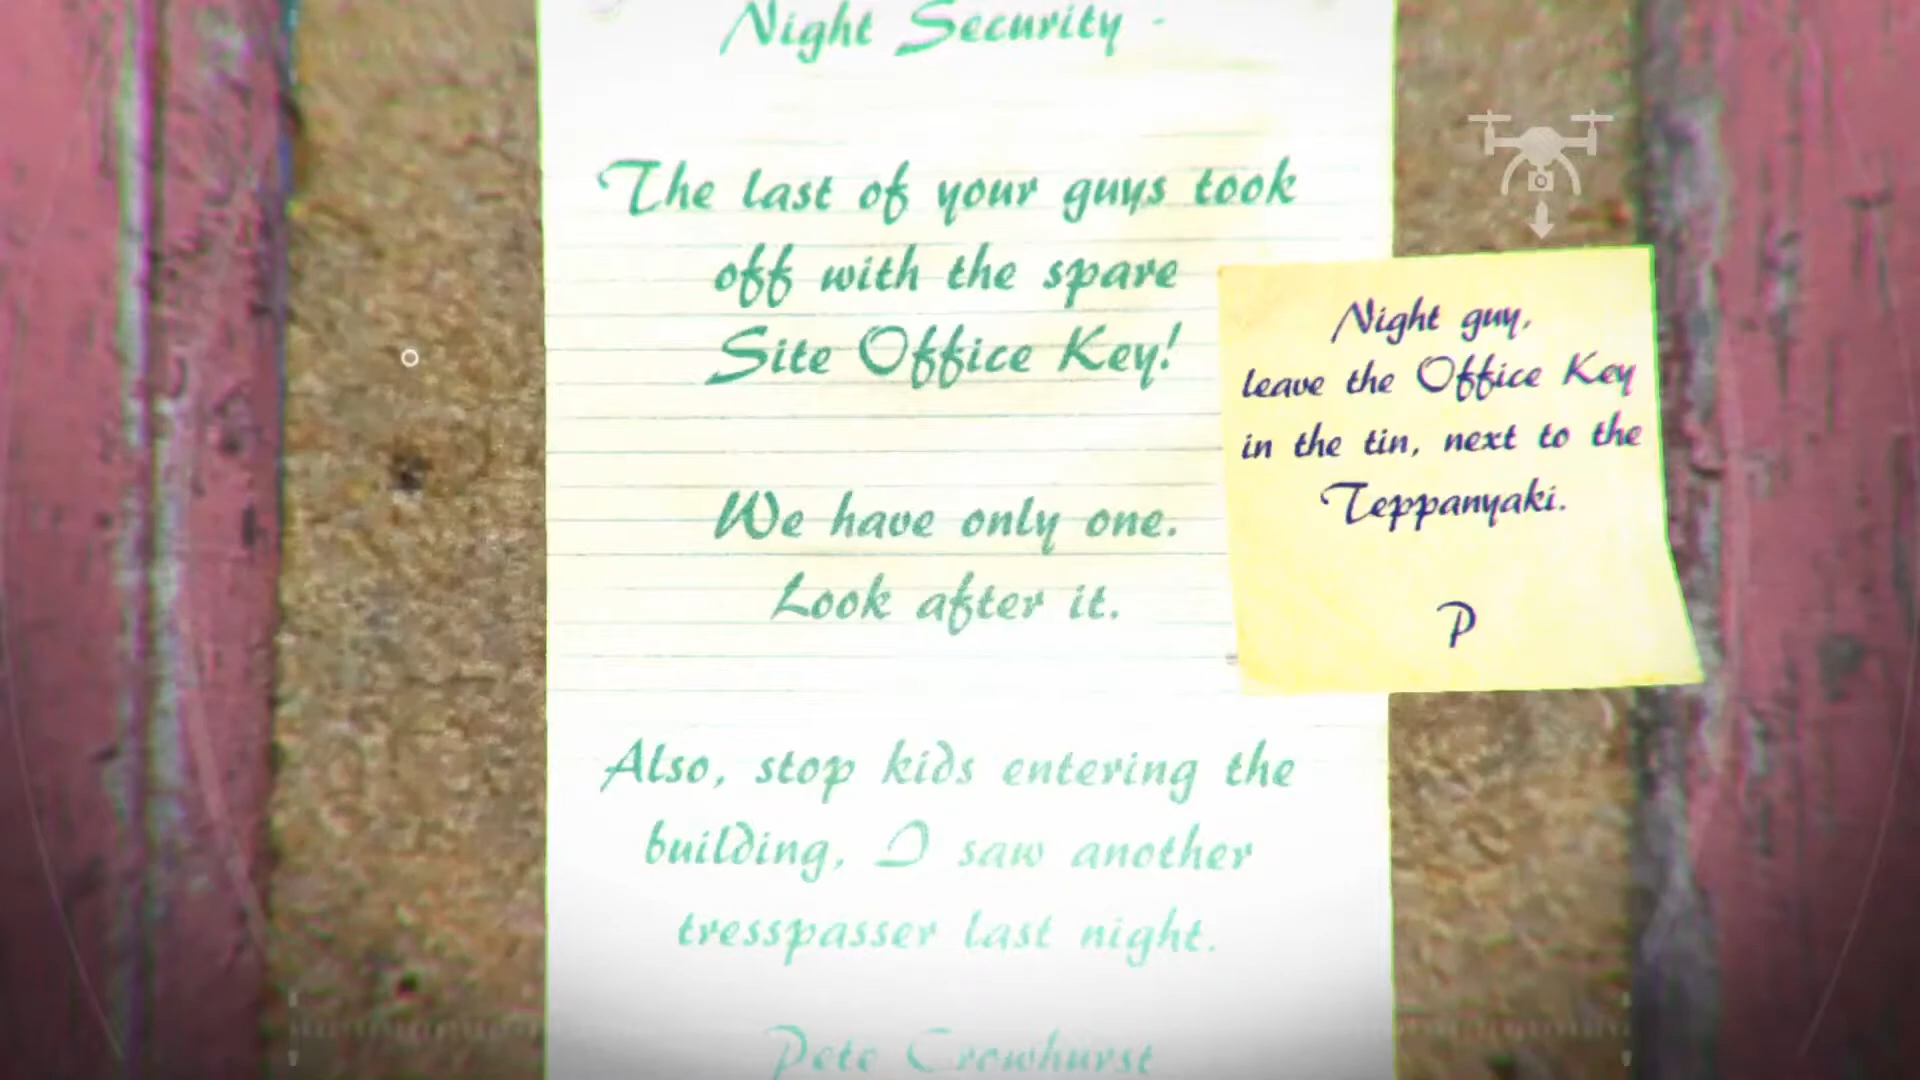 Night Security -
The last of your guys took
off with the spare
Site Office Key!
We have only one.
Look after it.
Also, stop kids entering the
building, I saw another
tresspasser last night.
Pete Crowhurst
Night guy,
leave the Office Key
in the tin, next to the
Teppanyaki.
P